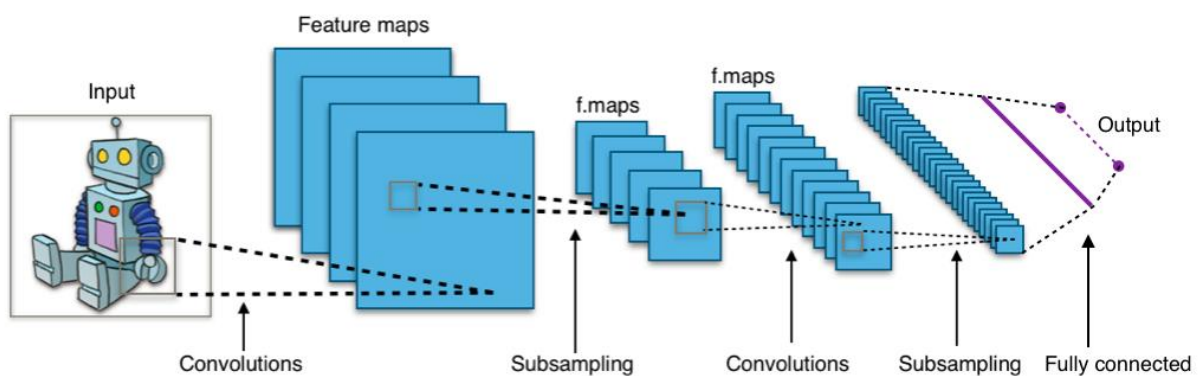 Feature maps
Input
f.maps
f.maps
Output
Convolutions
Subsampling
Convolutions
Subsampling
Fully connected